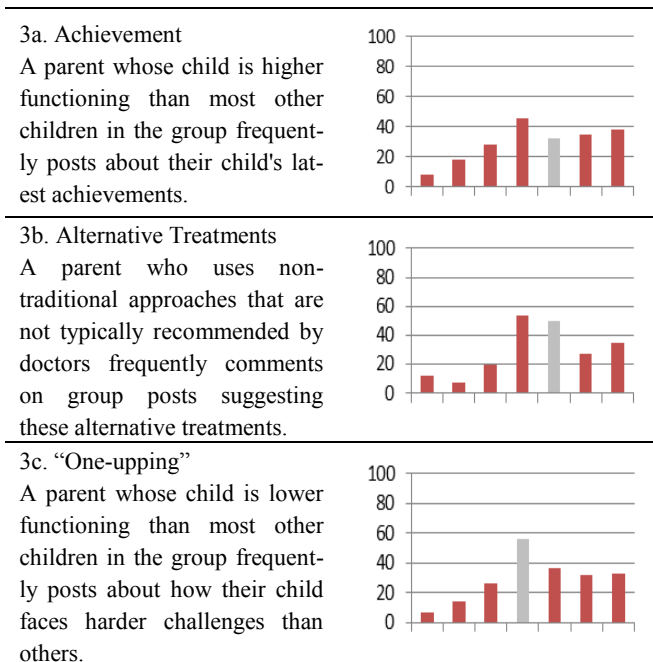 3a. Achievement
A parent whose child is higher
functioning than most other
children in the group frequent-
ly posts about their child's lat-
est achievements.
100
80
60
40
20
0
3b. Alternative Treatments
A parent who uses non-
traditional approaches that are
not typically recommended by
doctors frequently comments
on group posts suggesting
these alternative treatments.
100
80
60
40
20
0
3c. “One-upping”
A parent whose child is lower
functioning than most other
children in the group frequent-
ly posts about how their child
faces harder challenges than
others.
100
80
60
40
20
0